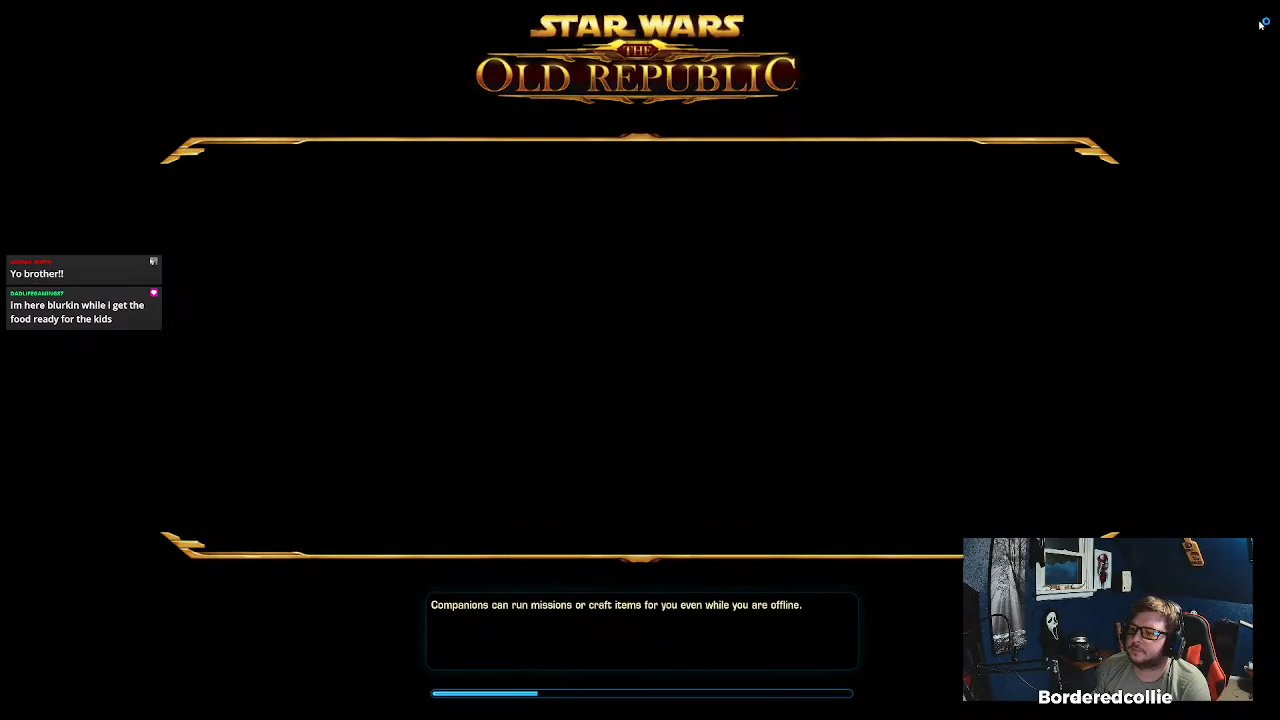 STAR WARS
THE
OLD REPUBLIC
Yo brother!!
DADLIFEGAMING87
Im here blurkin while i get the
food ready for the kids
Companions can run missions or craft items for you even while you are offline.
Borderedcollie